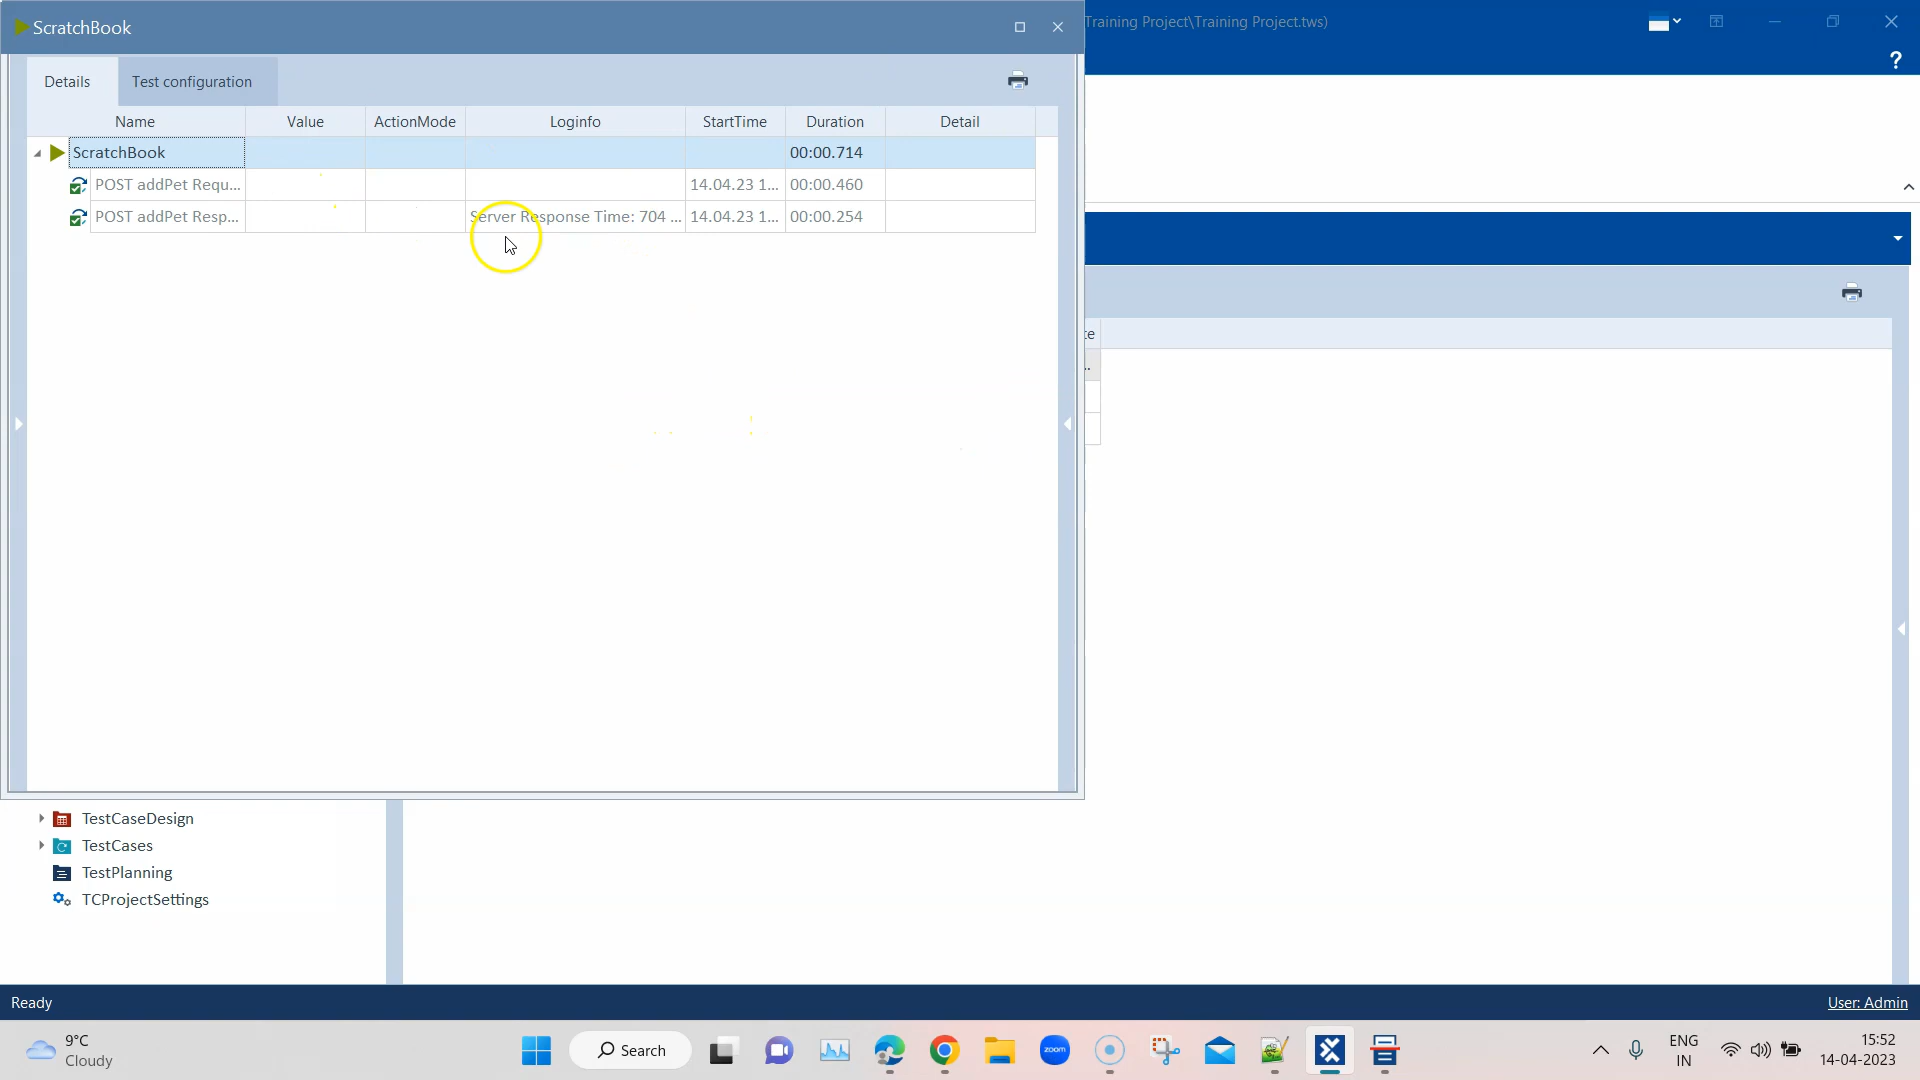 ScratchBook
Training Project\Training Project.tws)
?
Details
Test configuration
Name
Value
ActionMode
Loginfo
StartTime
Duration
Detail
ScratchBook
00:00.714
POST addPet Requ...
14.04.23 1...
00:00.460
POST addPet Resp...
Server Response Time: 704 ...
14.04.23 1...
00:00.254
te
..
TestCaseDesign
TestCases
TestPlanning
TCProjectSettings
Ready
User: Admin
9°C
Cloudy
Search
zoom
ENG
IN
15:52
14-04-2023